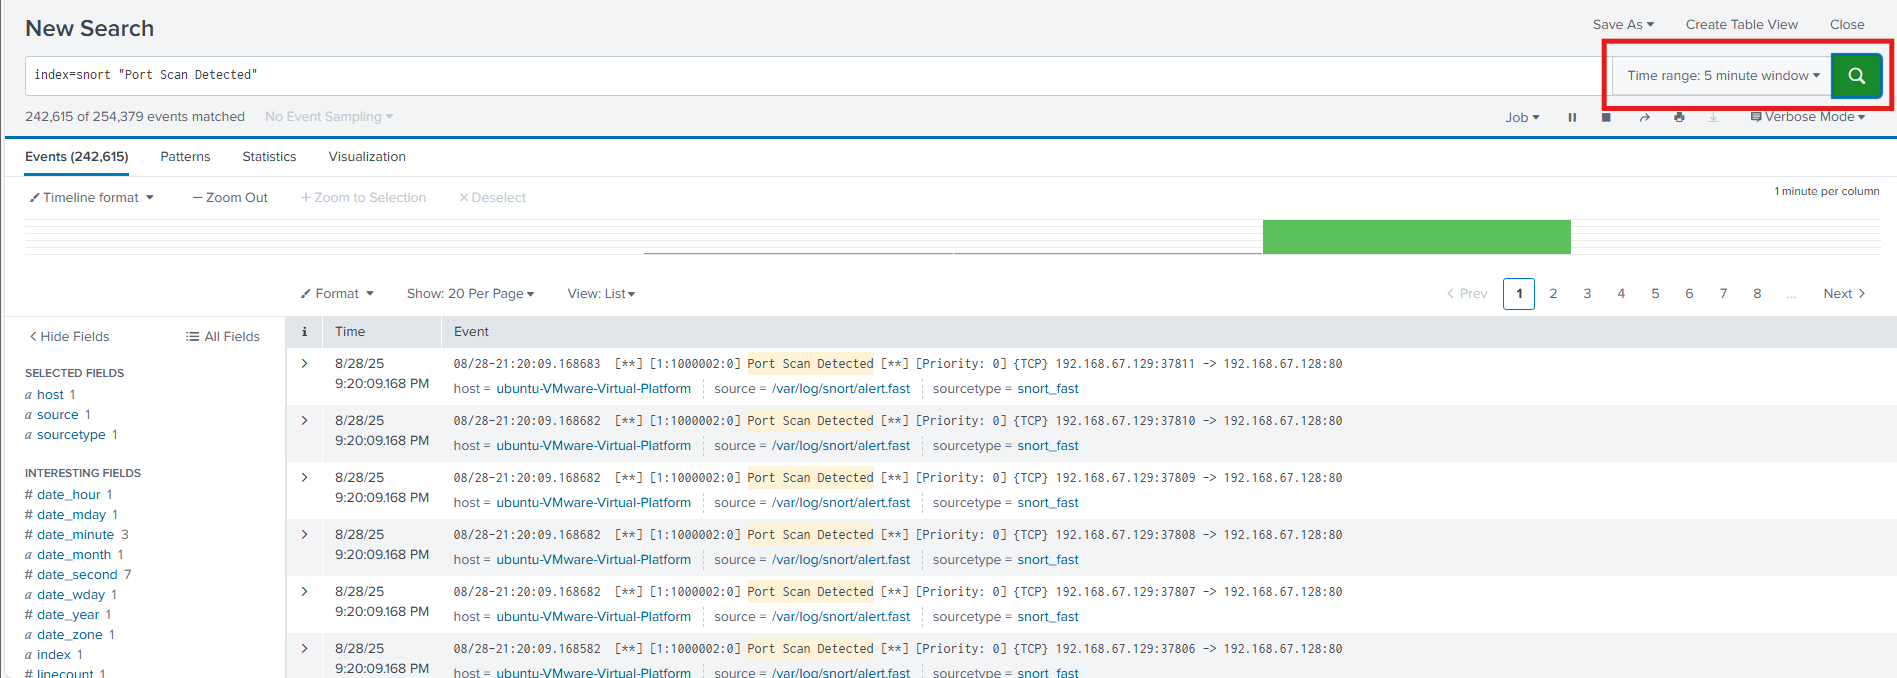 New Search
Save As Create Table View Close
index=snort "Port Scan Detected"
Time range: 5 minute window
242,615 of 254,379 events matched No Event Sampling
Job Verbose Mode
Events (242,615) Patterns Statistics Visualization
Timeline format — Zoom Out + Zoom to Selection × Deselect
1 minute per column
Format Show: 20 Per Page View: List
< Prev 1 2 3 4 5 6 7 8 ... Next >
< Hide Fields All Fields
i Time Event
SELECTED FIELDS
a host 1
a source 1
a sourcetype 1
INTERESTING FIELDS
# date_hour 1
# date_mday 1
# date_minute 3
a date_month 1
# date_second 7
a date_wday 1
# date_year 1
a date_zone 1
a index 1
# linecount 1
> 8/28/25 08/28-21:20:09.168683 [**] [1:1000002:0] Port Scan Detected [**] [Priority: 0] {TCP} 192.168.67.129:37811 -> 192.168.67.128:80
9:20:09.168 PM host = ubuntu-VMware-Virtual-Platform source = /var/log/snort/alert.fast sourcetype = snort_fast
> 8/28/25 08/28-21:20:09.168682 [**] [1:1000002:0] Port Scan Detected [**] [Priority: 0] {TCP} 192.168.67.129:37810 -> 192.168.67.128:80
9:20:09.168 PM host = ubuntu-VMware-Virtual-Platform source = /var/log/snort/alert.fast sourcetype = snort_fast
> 8/28/25 08/28-21:20:09.168682 [**] [1:1000002:0] Port Scan Detected [**] [Priority: 0] {TCP} 192.168.67.129:37809 -> 192.168.67.128:80
9:20:09.168 PM host = ubuntu-VMware-Virtual-Platform source = /var/log/snort/alert.fast sourcetype = snort_fast
> 8/28/25 08/28-21:20:09.168682 [**] [1:1000002:0] Port Scan Detected [**] [Priority: 0] {TCP} 192.168.67.129:37808 -> 192.168.67.128:80
9:20:09.168 PM host = ubuntu-VMware-Virtual-Platform source = /var/log/snort/alert.fast sourcetype = snort_fast
> 8/28/25 08/28-21:20:09.168682 [**] [1:1000002:0] Port Scan Detected [**] [Priority: 0] {TCP} 192.168.67.129:37807 -> 192.168.67.128:80
9:20:09.168 PM host = ubuntu-VMware-Virtual-Platform source = /var/log/snort/alert.fast sourcetype = snort_fast
> 8/28/25 08/28-21:20:09.168582 [**] [1:1000002:0] Port Scan Detected [**] [Priority: 0] {TCP} 192.168.67.129:37806 -> 192.168.67.128:80
9:20:09.168 PM host = ubuntu-VMware-Virtual-Platform source = /var/log/snort/alert.fast sourcetype = snort_fast